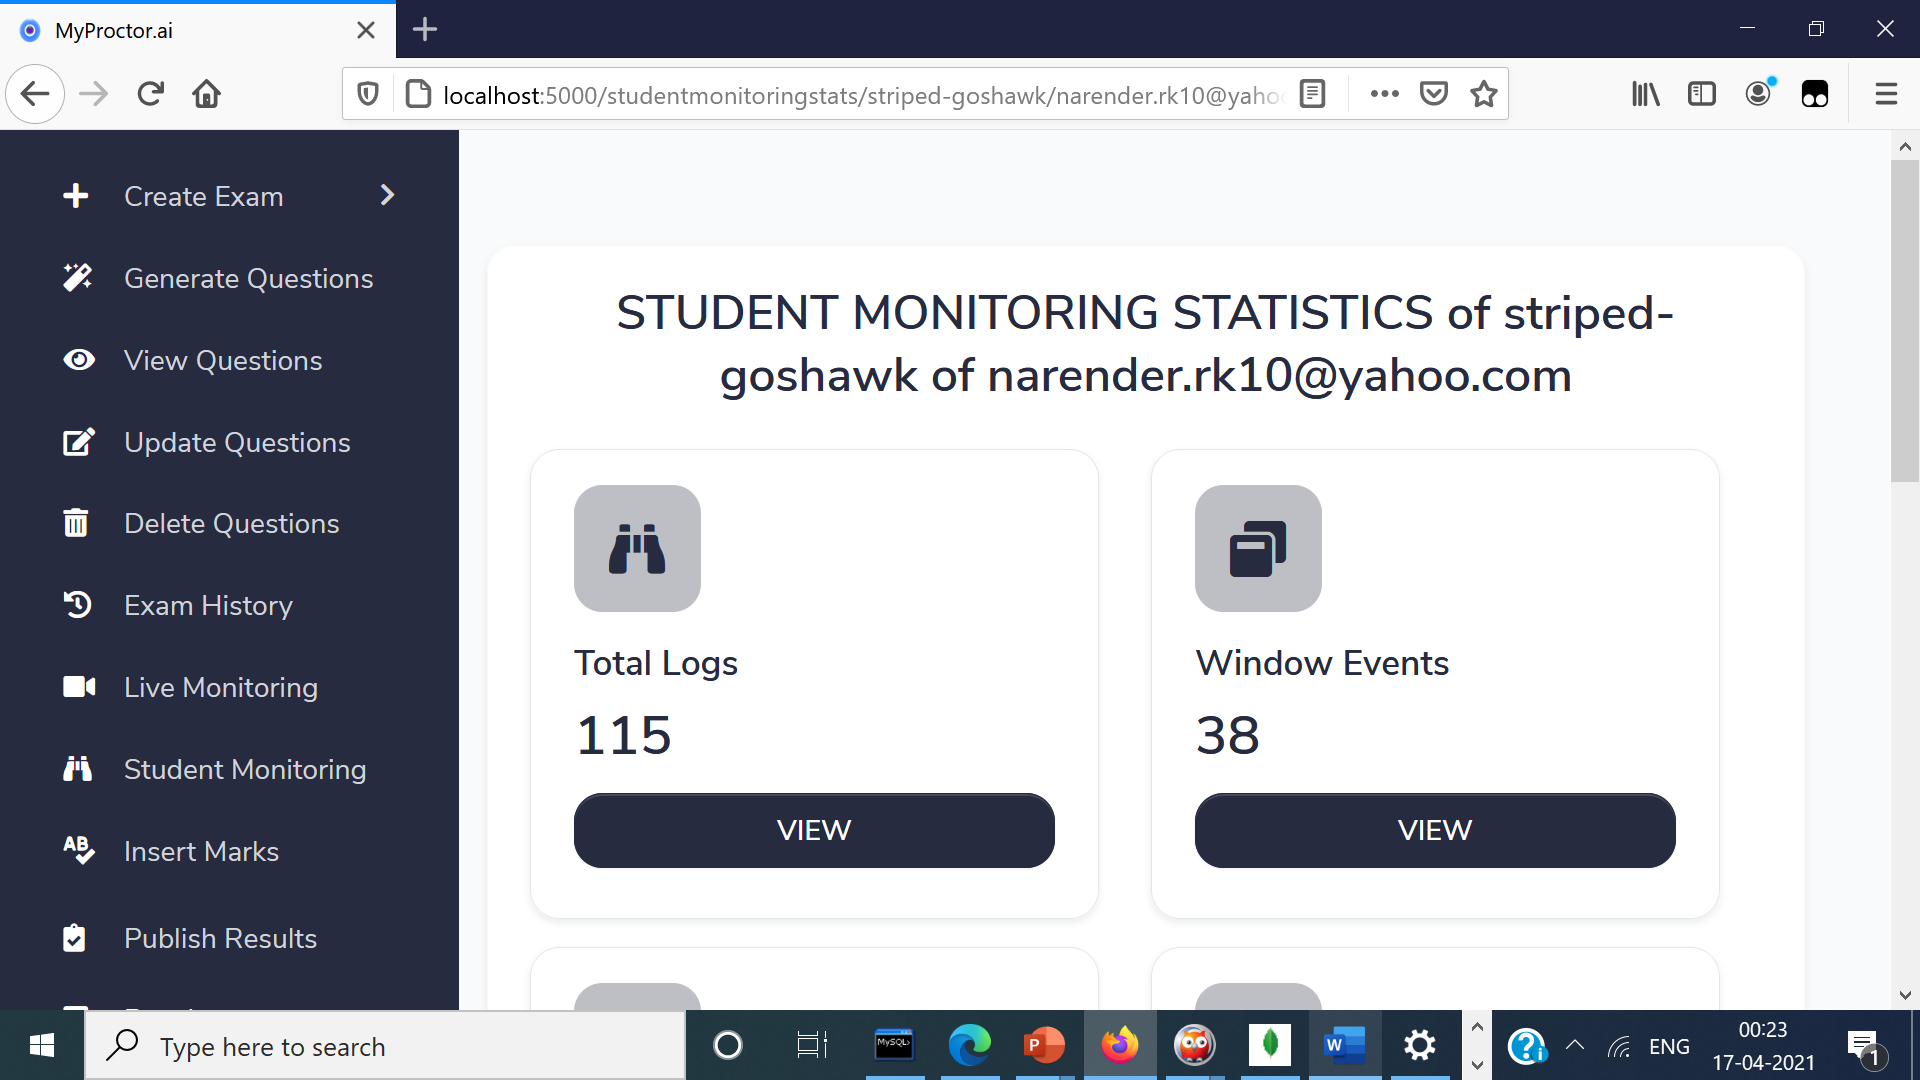 MyProctor.ai
localhost:5000/studentmonitoringstats/striped-goshawk/narender.rk10@yaho
Create Exam
Generate Questions
View Questions
Update Questions
Delete Questions
Exam History
Live Monitoring
Student Monitoring
AB Insert Marks
Publish Results
STUDENT MONITORING STATISTICS of striped-
goshawk of narender.rk10@yahoo.com
Total Logs
115
VIEW
Window Events
38
VIEW
Type here to search
MySQL
P
W
ENG
00:23
17-04-2021
1